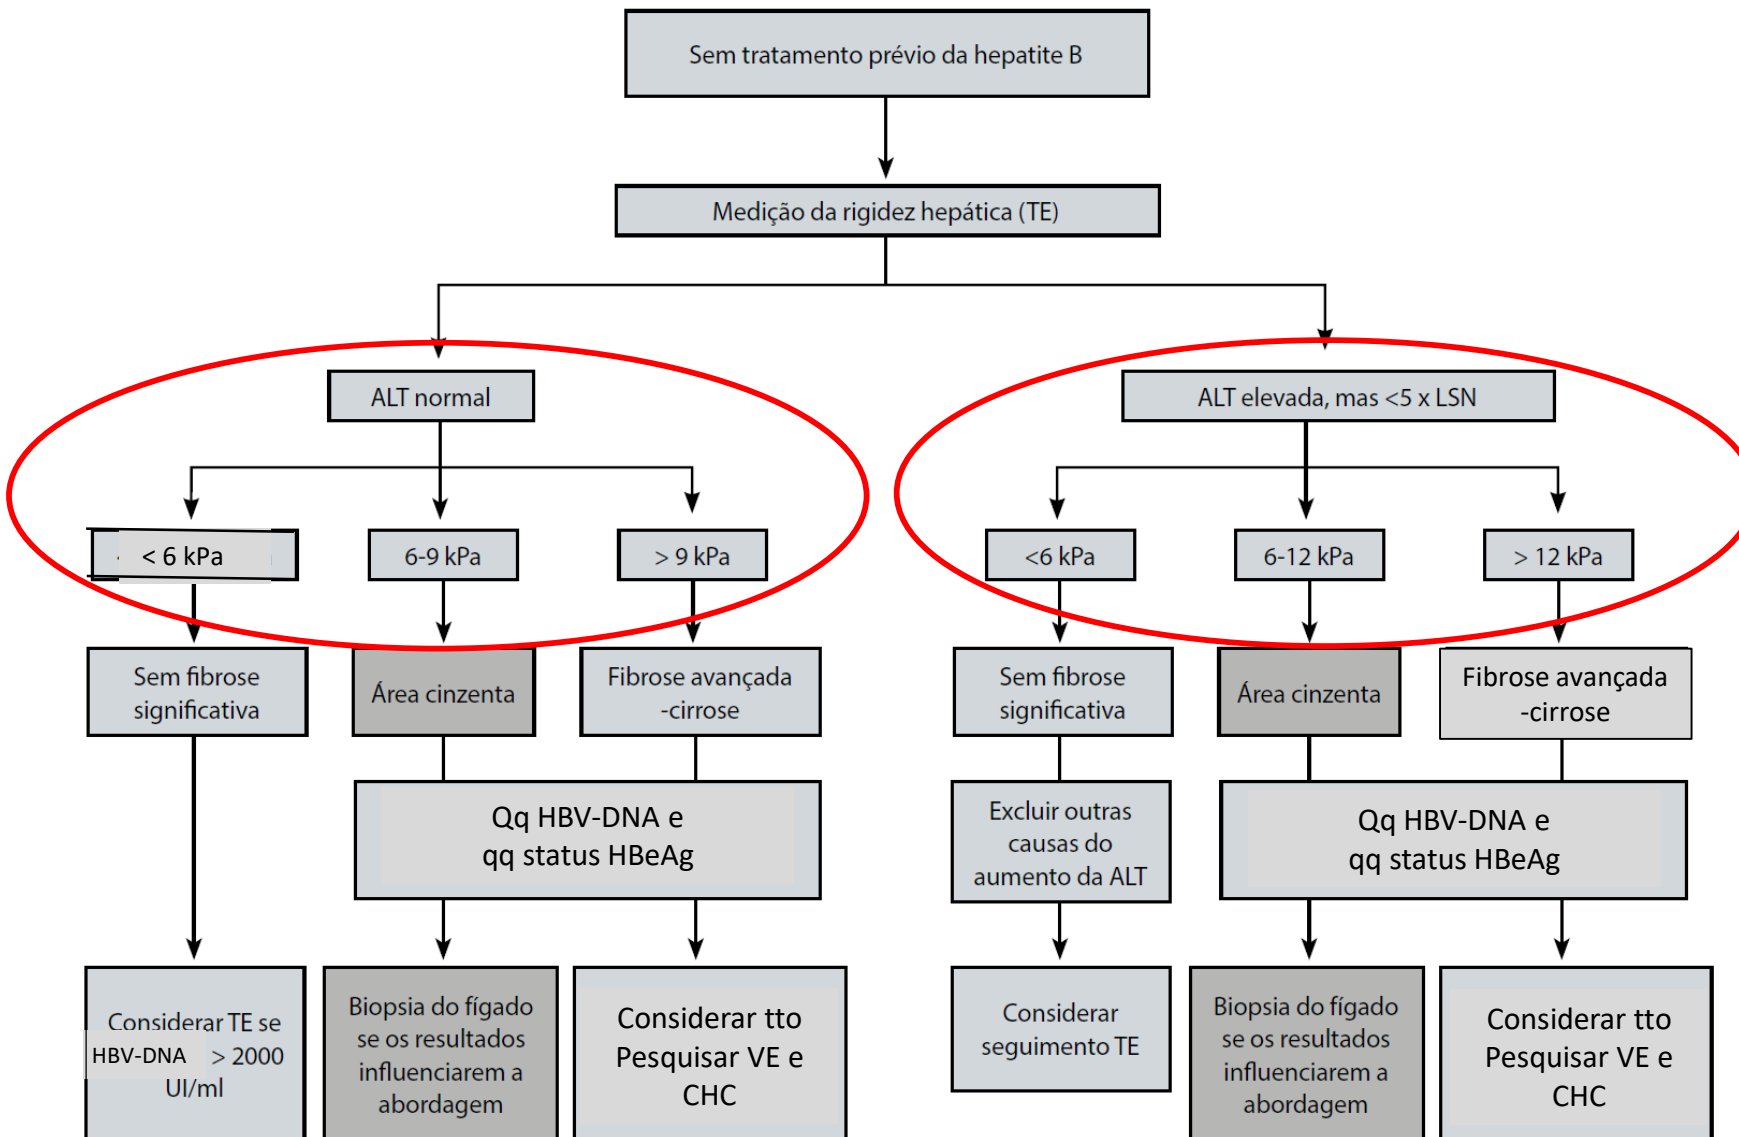 Sem tratamento prévio da hepatite B
Medição da rigidez hepática (TE)
ALT normal
ALT elevada, mas <5 x LSN
< 6 kPa
6-9 kPa
> 9 kPa
<6 kPa
6-12 kPa
> 12 kPa
Sem fibrose
significativa
Área cinzenta
Fibrose avançada
-cirrose
Sem fibrose
significativa
Área cinzenta
Fibrose avançada
-cirrose
Qq HBV-DNA e
qq status HBeAg
Excluir outras
causas do
aumento da ALT
Qq HBV-DNA e
qq status HBeAg
Considerar TE se
HBV-DNA > 2000
UI/ml
Biopsia do fígado
se os resultados
influenciarem a
abordagem
Considerar tto
Pesquisar VE e
CHC
Considerar
seguimento TE
Biopsia do fígado
se os resultados
influenciarem a
abordagem
Considerar tto
Pesquisar VE e
CHC